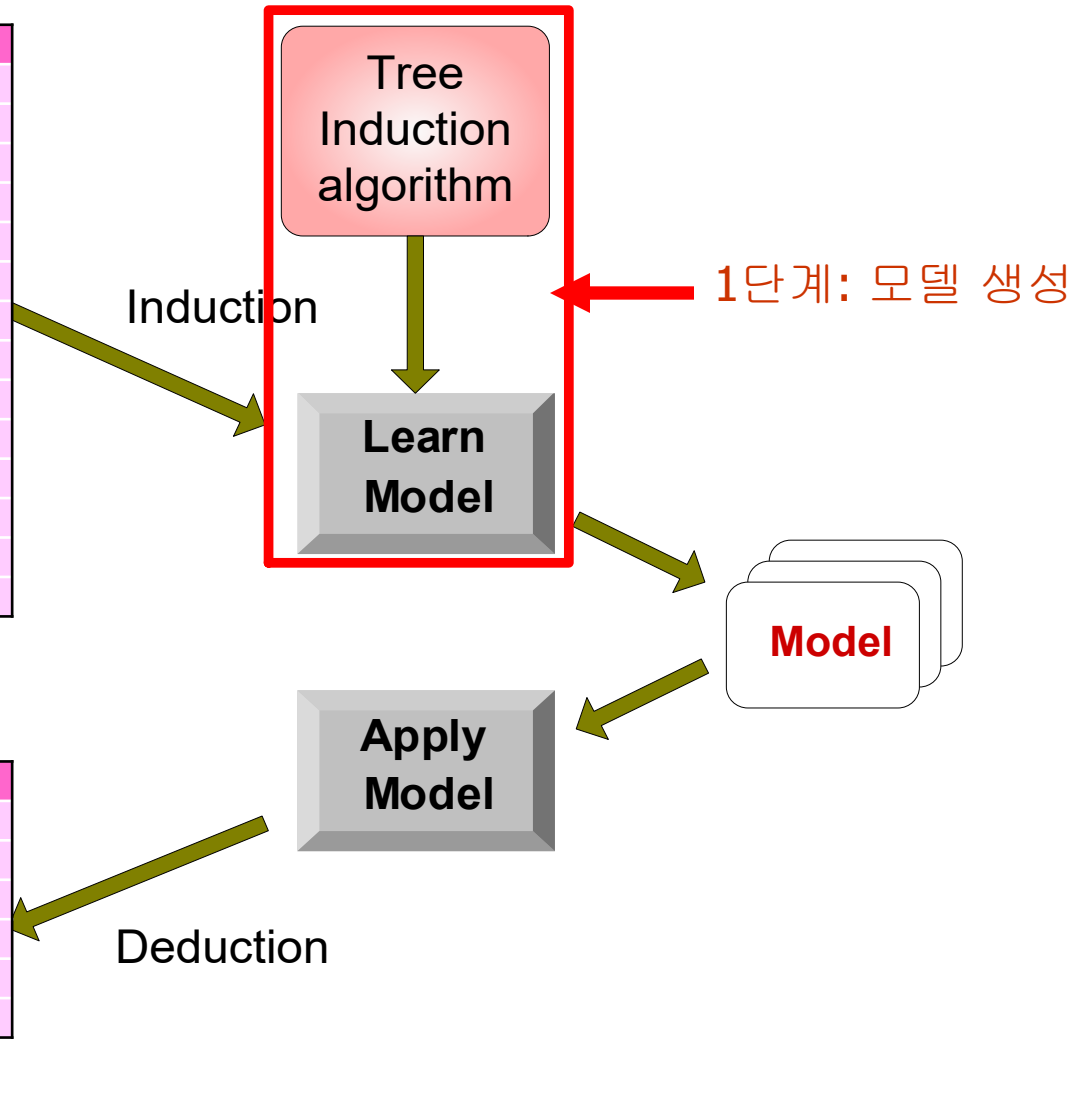 Tree
Induction
algorithm
1단계: 모델 생성
Induction
Learn
Model
Model
Apply
Model
Deduction